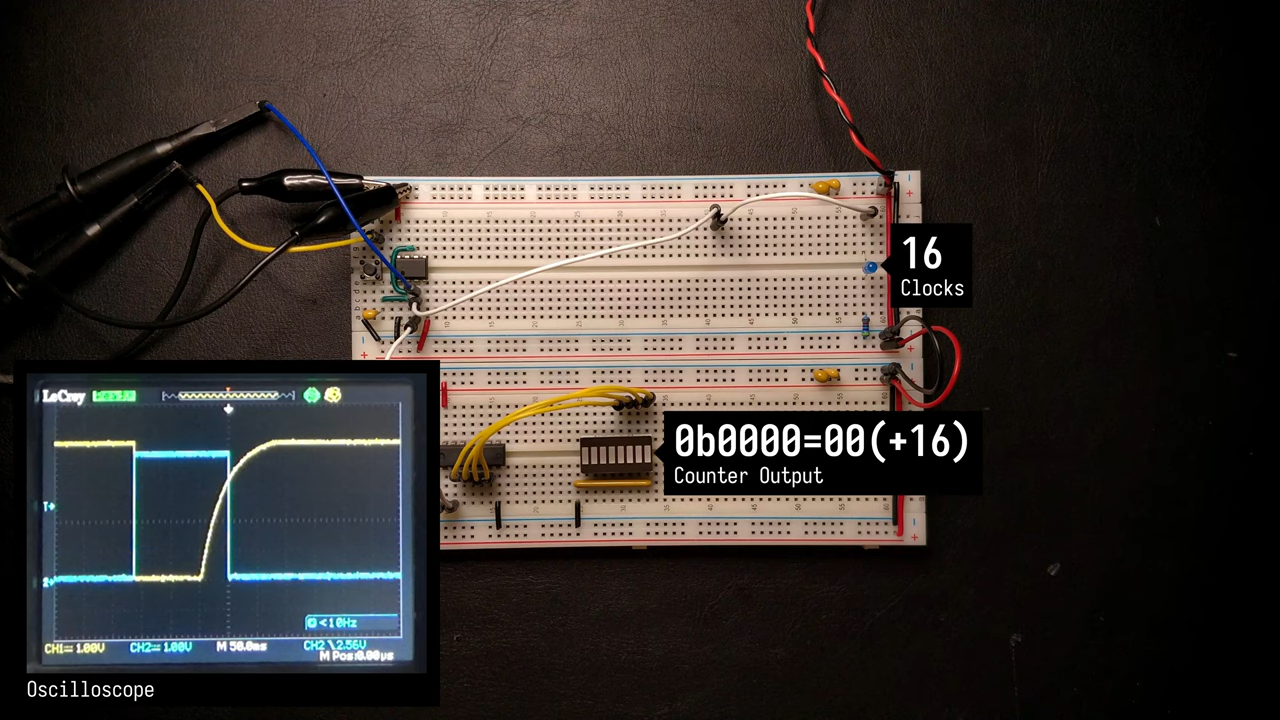 16
Clocks
0b0000=00(+16)
Counter Output
LeCroy
<10Hz
CH1= 1.00V CH2= 1.00V M 50.0ms CH2 2.56V
M Pos:0.00µs
Oscilloscope